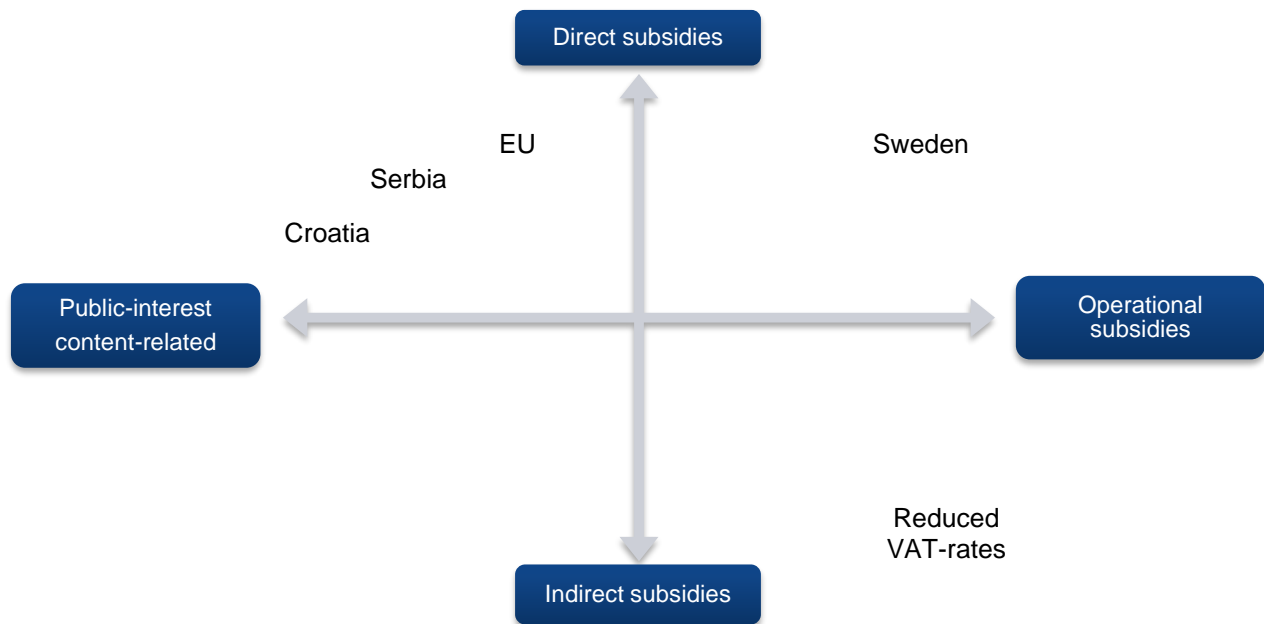 Direct subsidies
EU
Sweden
Serbia
Croatia
Public-interest
content-related
Operational
subsidies
Reduced
VAT-rates
Indirect subsidies